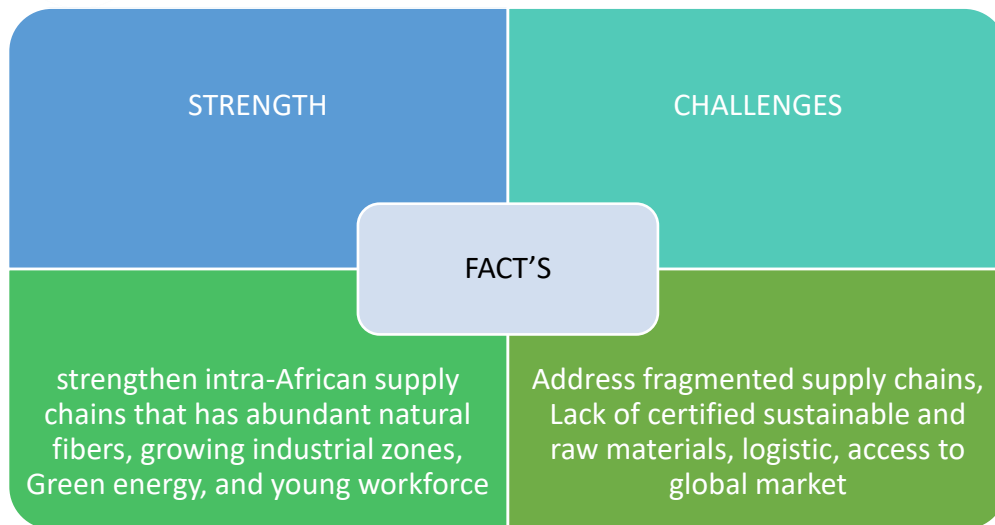 STRENGTH
CHALLENGES
FACT'S
strengthen intra-African supply
chains that has abundant natural
fibers, growing industrial zones,
Green energy, and young workforce
Address fragmented supply chains,
Lack of certified sustainable and
raw materials, logistic, access to
global market